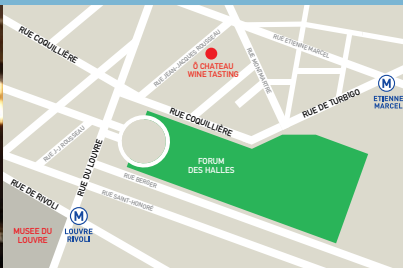 RUE COQUILLIÈRE
RUE JEAN-JACQUES ROUSSEAU
Ô CHATEAU
WINE TASTING
RUE MONTMARTRE
RUE ETIENNE MARCEL
M
ETIENNE
MARCEL
RUE DE TURBIGO
RUE COQUILLIÈRE
FORUM
DES HALLES
RUE J-J ROUSSEAU
RUE DU LOUVRE
RUE BERGER
RUE SAINT-HONORÉ
RUE DE RIVOLI
M
LOUVRE
RIVOLI
MUSEE DU
LOUVRE